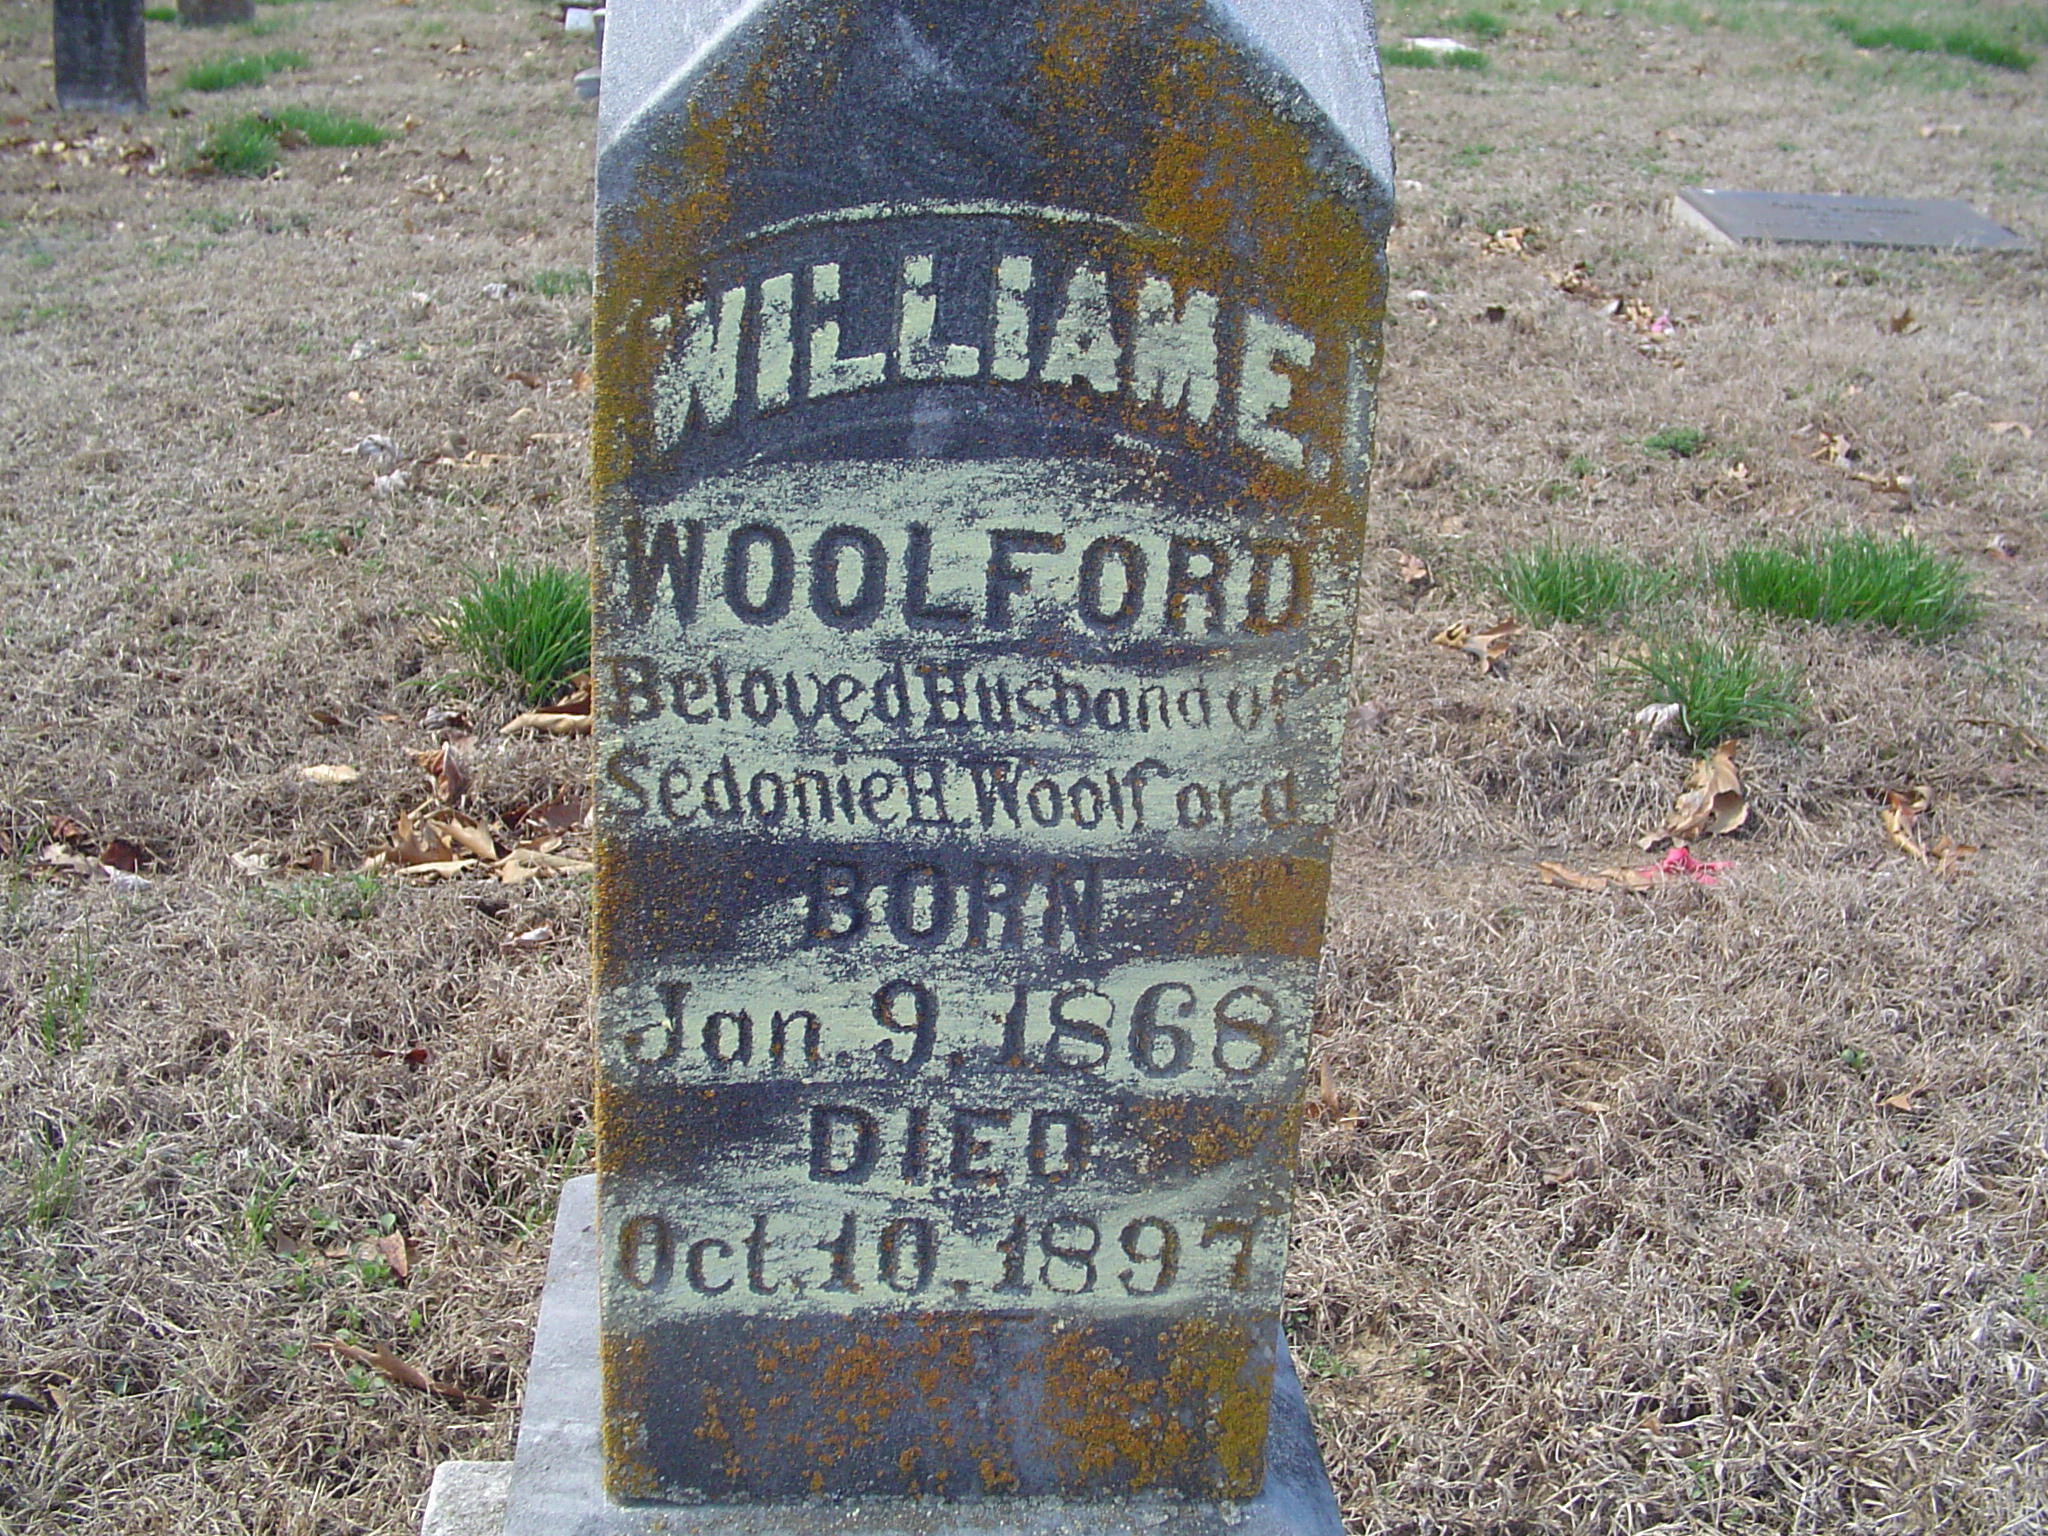 WILLIAM E.
WOOLFORD
Beloved Husband of
Sedonie H. Woolford.
BORN
Jan. 9, 1868
DIED
Oct. 10, 1897